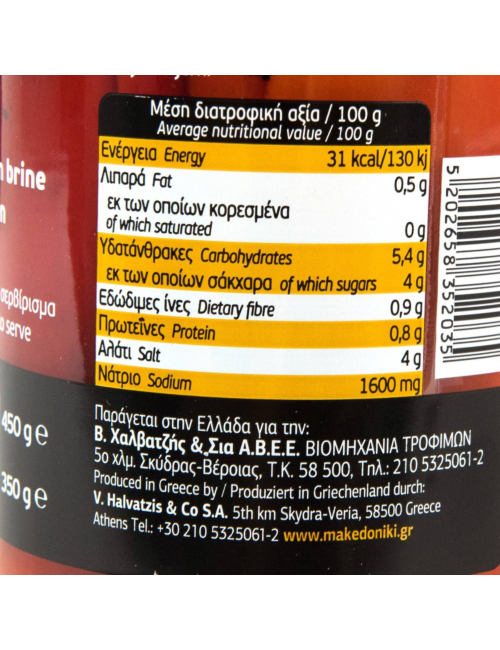 Μέση διατροφική αξία / 100 g
Average nutritional value / 100 g
Ενέργεια Energy 31 kcal/130 kj
Λιπαρά Fat 0,5 g
εκ των οποίων κορεσμένα
of which saturated 0 g
Υδατάνθρακες Carbohydrates 5,4 g
εκ των οποίων σάκχαρα of which sugars 4 g
Εδώδιμες ίνες Dietary fibre 0,9 g
Πρωτεΐνες Protein 0,8 g
Αλάτι Salt 4 g
Νάτριο Sodium 1600 mg
brine
σερβίρισμα
serve
450 g e
350 g e
Παράγεται στην Ελλάδα για την:
Β. Χαλβατζής & Σια Α.Β.Ε.Ε. ΒΙΟΜΗΧΑΝΙΑ ΤΡΟΦΙΜΩΝ
5ο χλμ. Σκύδρας-Βέροιας, Τ.Κ. 58 500, Τηλ.: 210 5325061-2
Produced in Greece by / Produziert in Griechenland durch:
V. Halvatzis & Co S.A. 5th km Skydra-Veria, 58500 Greece
Athens Tel.: +30 210 5325061-2 www.makedoniki.gr
5 202658 352035